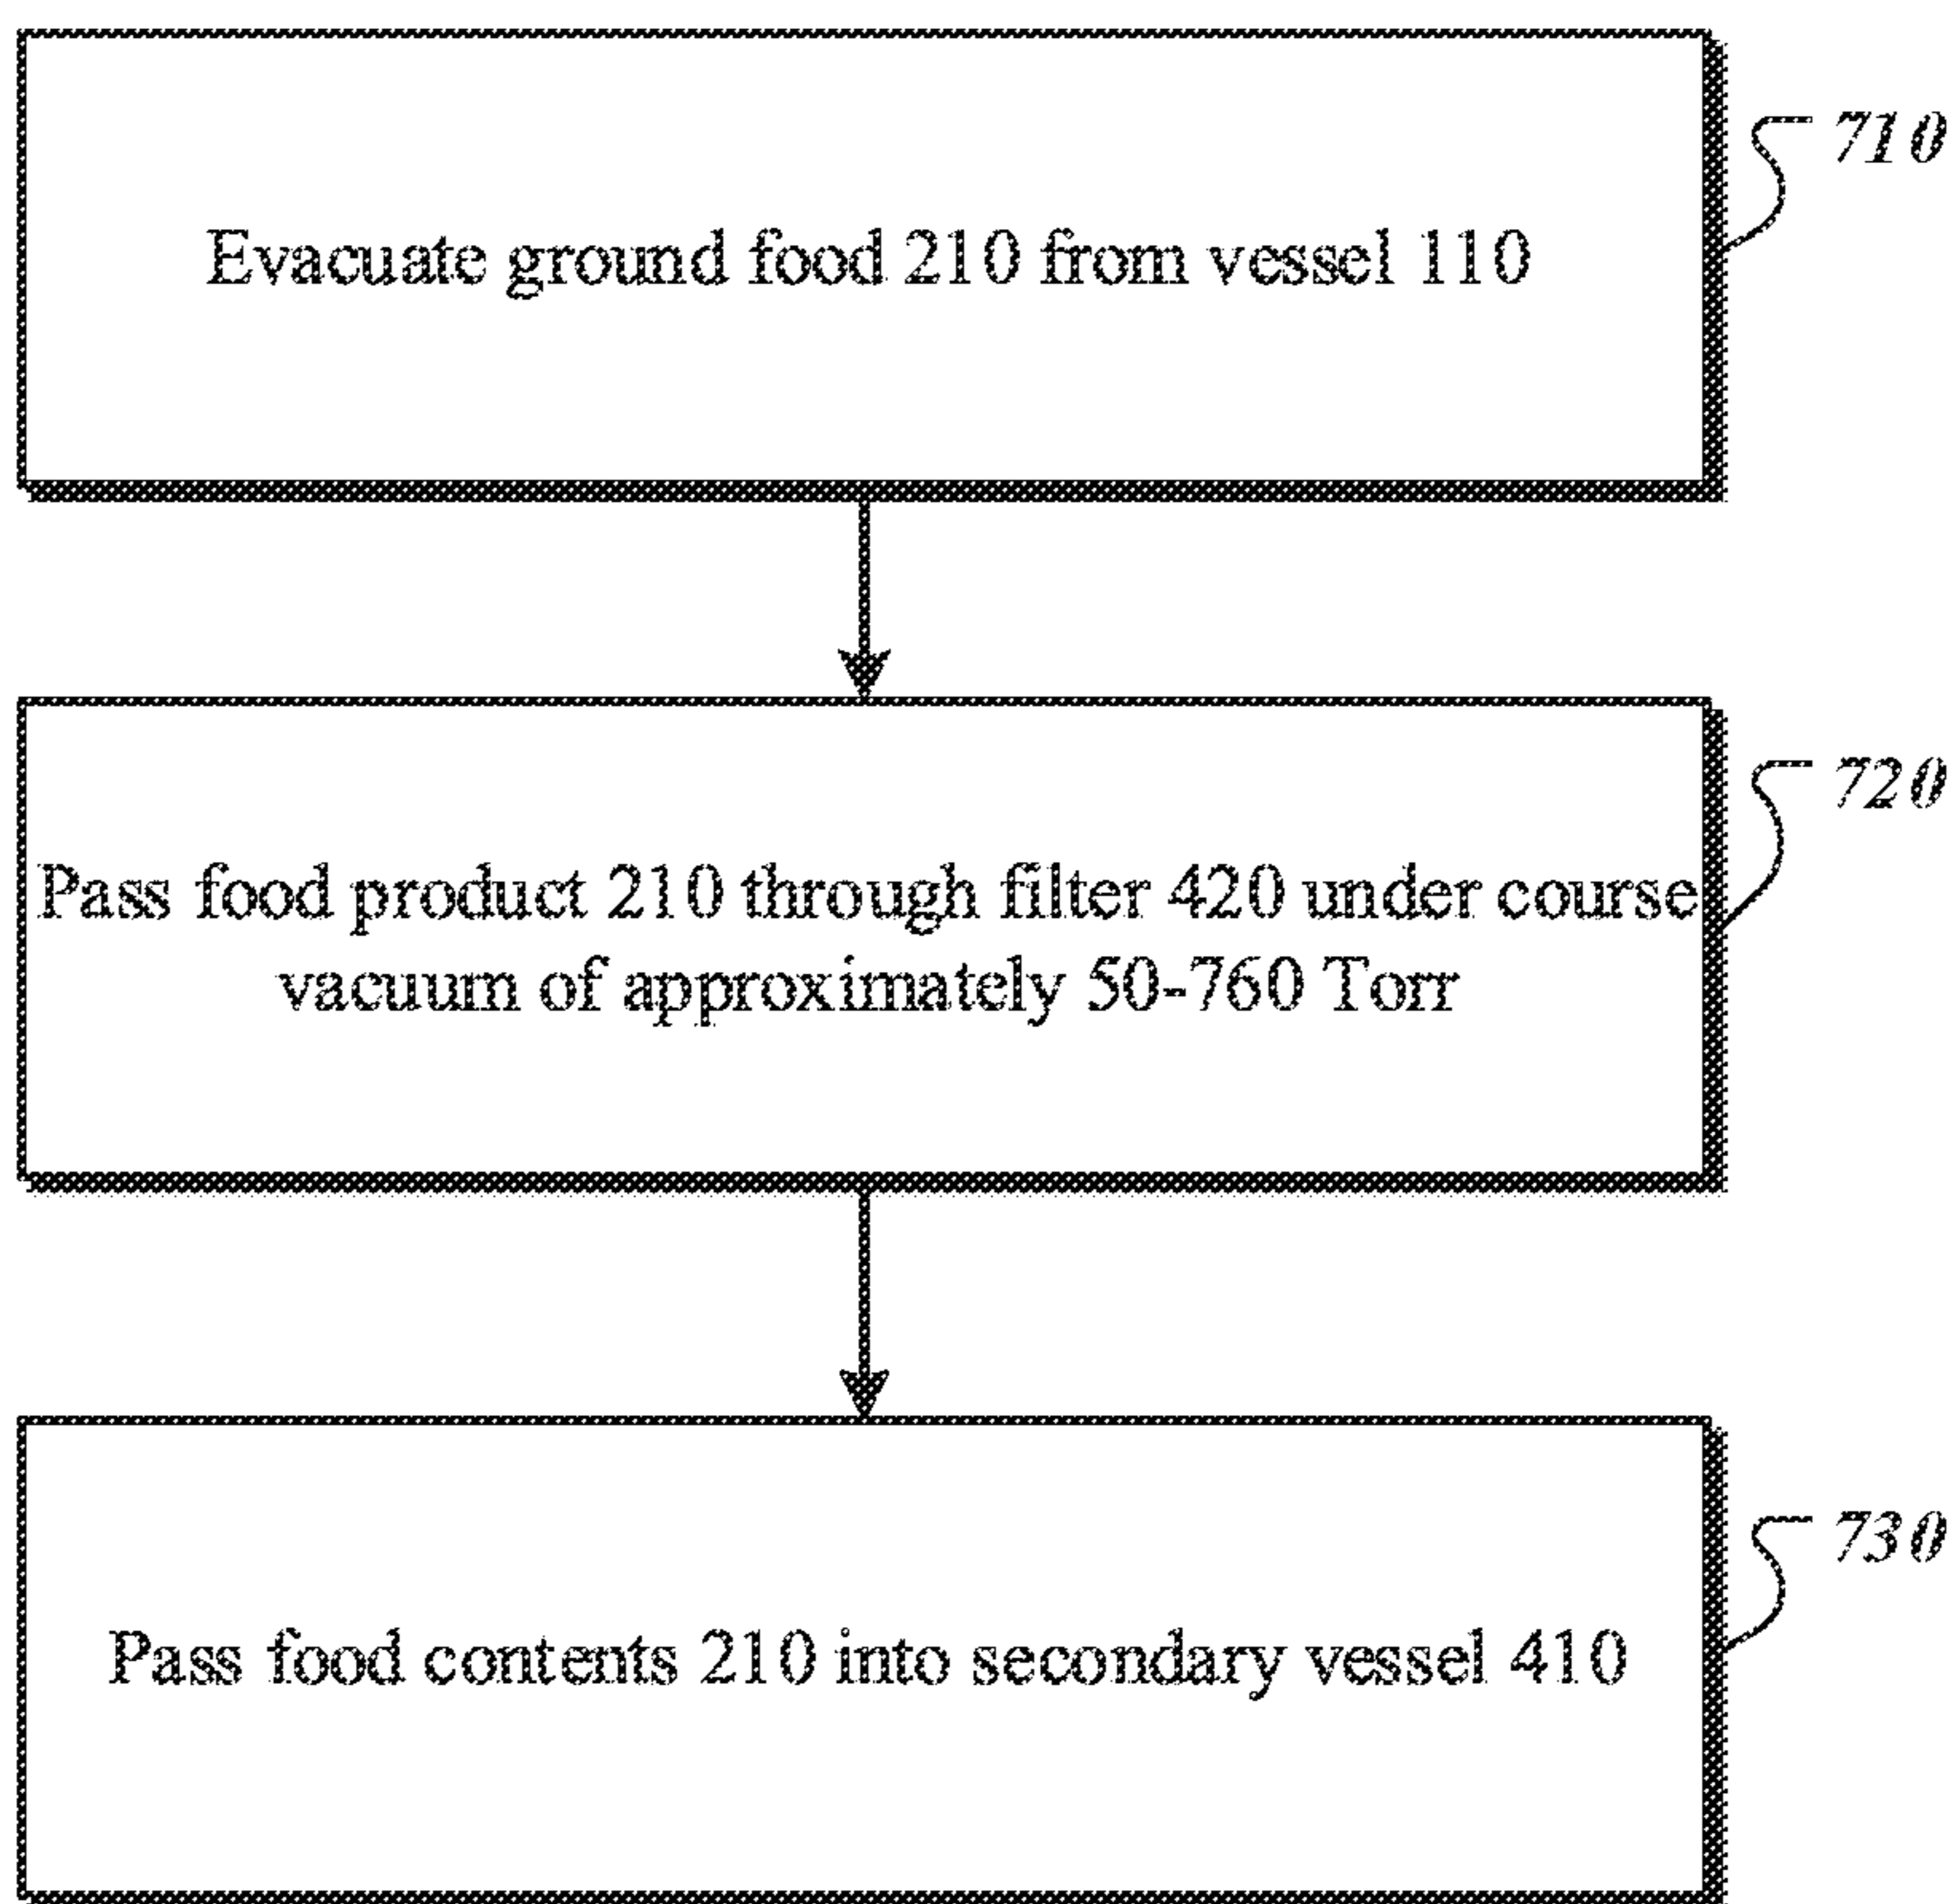 710
Evacuate ground food 210 from vessel 110
720
Pass food product 210 through filter 420 under course
vacuum of approximately 50-760 Torr
730
Pass food contents 210 into secondary vessel 410